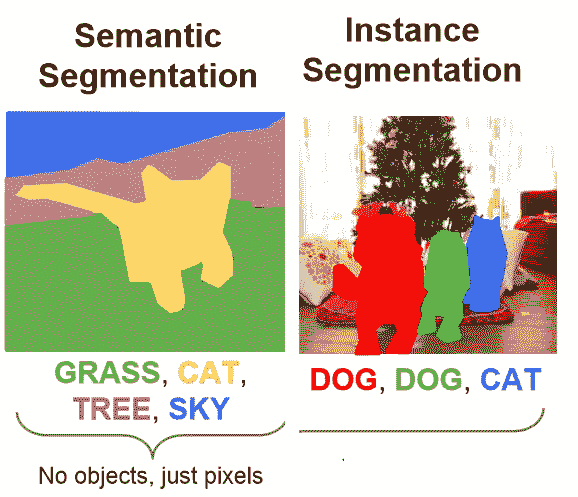 Semantic
Segmentation
Instance
Segmentation
GRASS, CAT,
TREE, SKY
DOG, DOG, CAT
No objects, just pixels